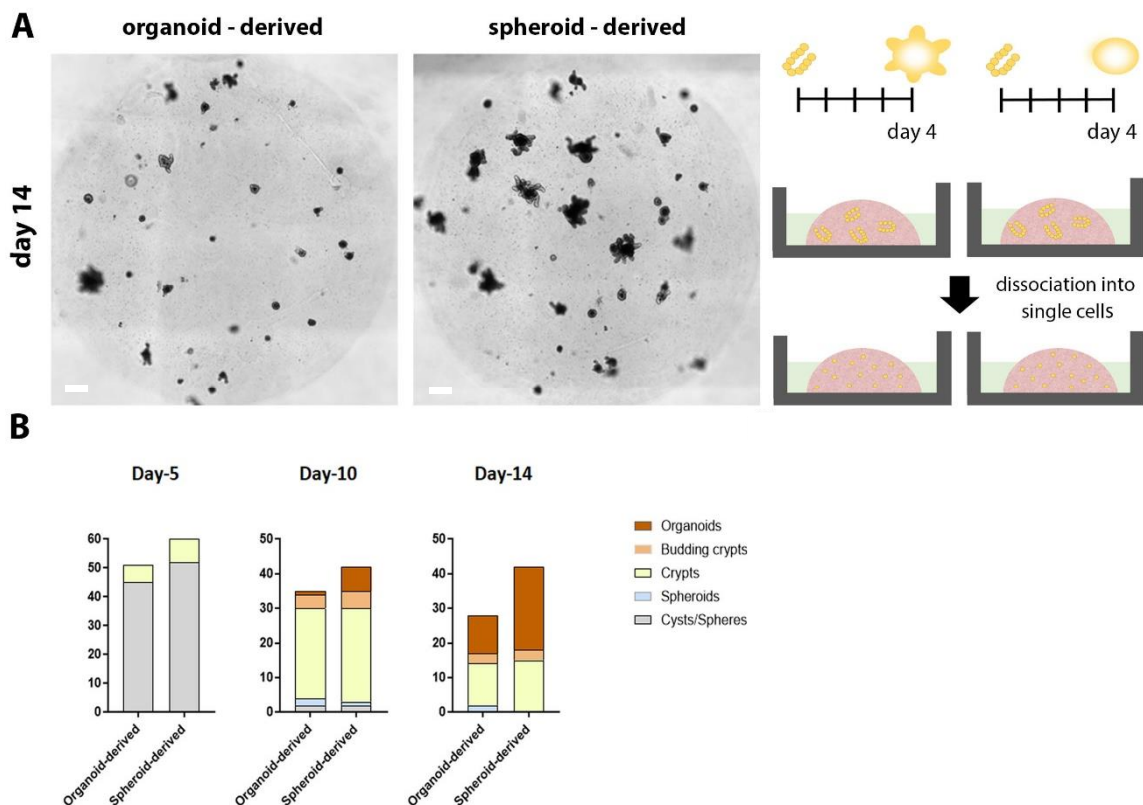 A
organoid - derived
spheroid - derived
day 14
day 4
day 4
dissociation into
single cells
B
Day-5
60
50
40
30
20
10
0
Organoid-derived
Spheroid-derived
Day-10
50
40
30
20
10
0
Organoid-derived
Spheroid-derived
Day-14
50
40
30
20
10
0
Organoid-derived
Spheroid-derived
Organoids
Budding crypts
Crypts
Spheroids
Cysts/Spheres